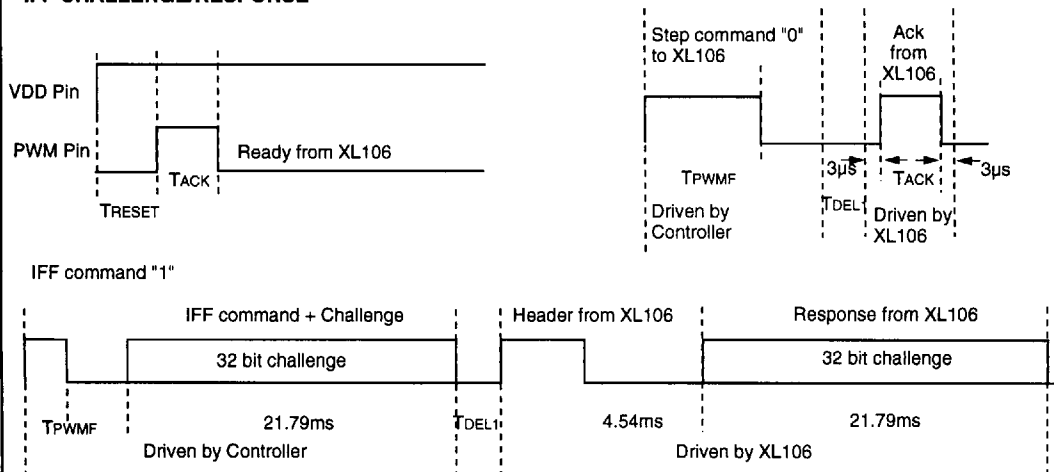 VDD Pin
PWM Pin
Ready from XL106
TACK
TRESET
Step command "0"
to XL106
Ack
from
XL106
TPWMF
3µs
TACK
3µs
TDEL1
Driven by
Controller
Driven by
XL106
IFF command "1"
IFF command + Challenge
Header from XL106
Response from XL106
32 bit challenge
32 bit challenge
TPWMF
21.79ms
TDEL1
4.54ms
21.79ms
Driven by Controller
Driven by XL106